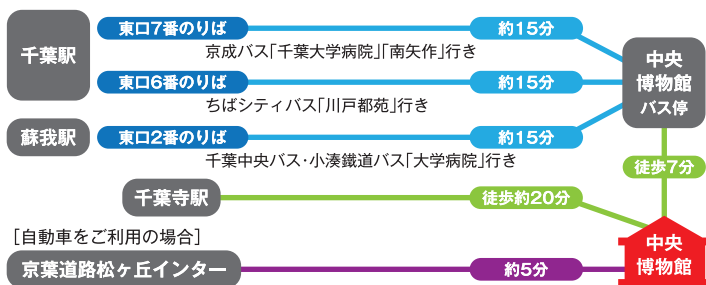 千葉駅
東口7番のりば
約15分
京成バス「千葉大学病院」「南矢作」行き
東口6番のりば
約15分
ちばシティバス「川戸都苑」行き
蘇我駅
東口2番のりば
約15分
千葉中央バス・小湊鐵道バス「大学病院」行き
中央
博物館
バス停
徒歩7分
千葉寺駅
徒歩約20分
[自動車をご利用の場合]
京葉道路松ヶ丘インター
約5分
中央
博物館